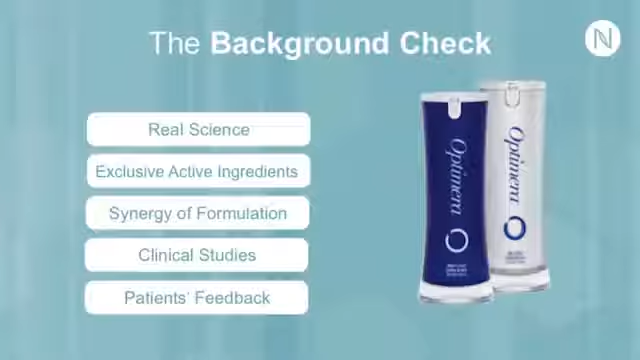 The Background Check
N
Real Science
Exclusive Active Ingredients
Synergy of Formulation
Clinical Studies
Patients' Feedback
Optimera
Optimera